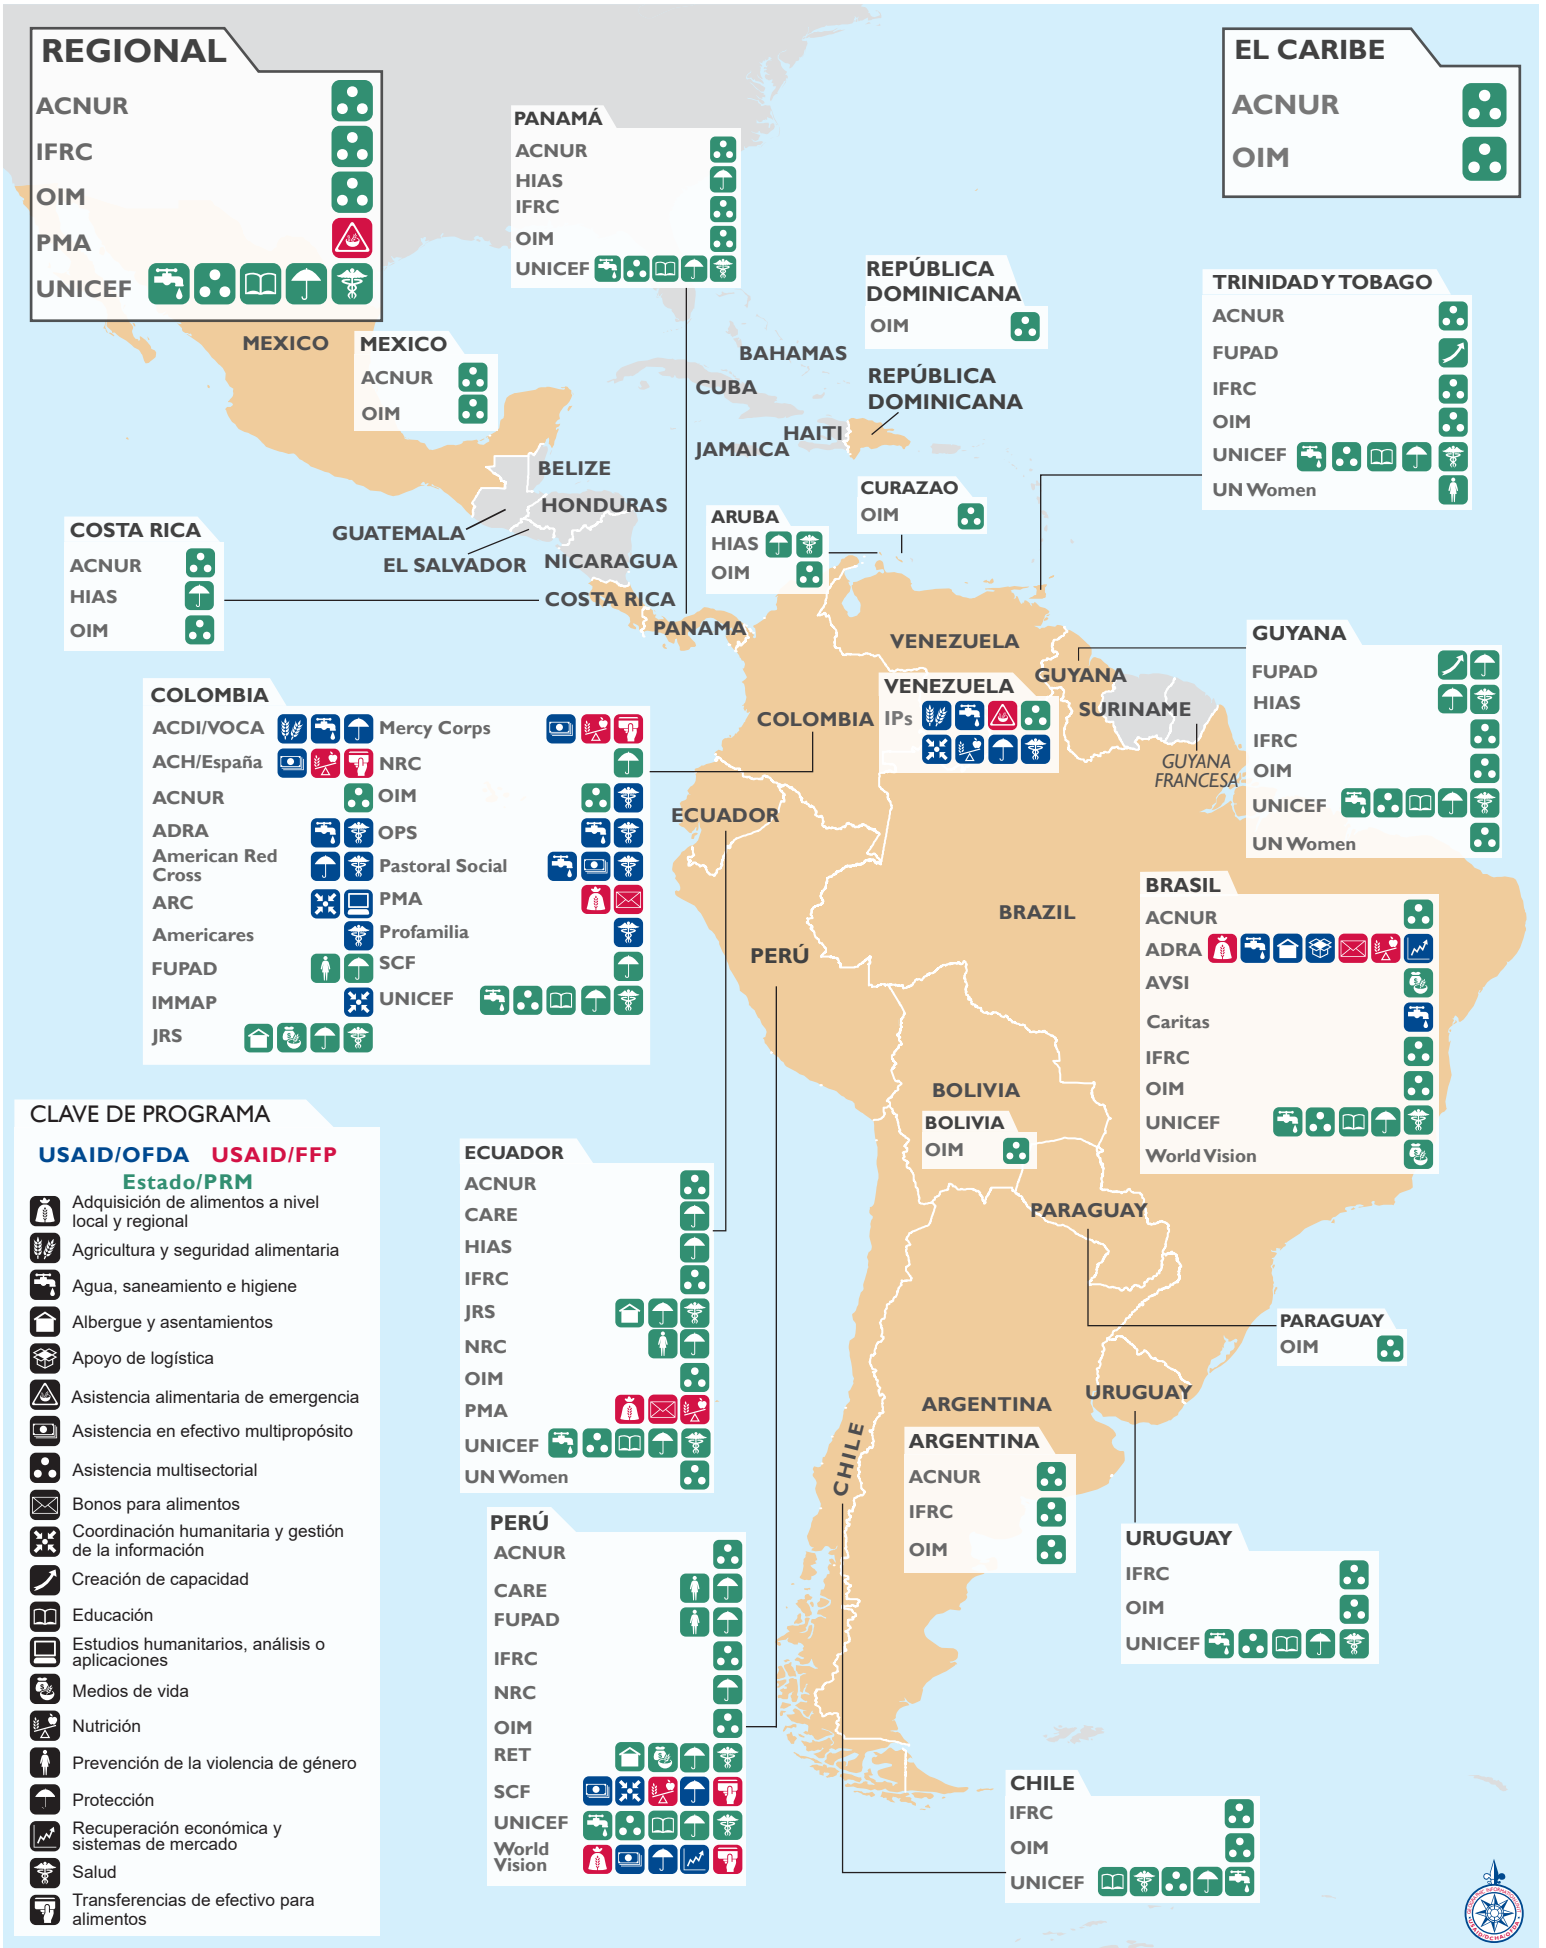 REGIONAL
ACNUR
IFRC
OIM
PMA
UNICEF
PANAMÁ
ACNUR
HIAS
IFRC
OIM
UNICEF
EL CARIBE
ACNUR
OIM
REPÚBLICA
DOMINICANA
OIM
TRINIDAD Y TOBAGO
ACNUR
FUPAD
IFRC
OIM
UNICEF
UN Women
MEXICO
MEXICO
ACNUR
OIM
BAHAMAS
CUBA
REPÚBLICA
DOMINICANA
HAITI
JAMAICA
BELIZE
HONDURAS
GUATEMALA
EL SALVADOR
NICARAGUA
COSTA RICA
PANAMA
CURAZAO
OIM
ARUBA
HIAS
OIM
COSTA RICA
ACNUR
HIAS
OIM
VENEZUELA
GUYANA
VENEZUELA
IPs
COLOMBIA
SURINAME
GUYANA
FRANCESA
GUYANA
FUPAD
HIAS
IFRC
OIM
UNICEF
UN Women
COLOMBIA
ACDI/VOCA
ACH/España
ACNUR
ADRA
American Red
Cross
ARC
Americares
FUPAD
IMMAP
JRS
Mercy Corps
NRC
OIM
OPS
Pastoral Social
PMA
Profamilia
SCF
UNICEF
ECUADOR
PERÚ
BRAZIL
BRASIL
ACNUR
ADRA
AVSI
Caritas
IFRC
OIM
UNICEF
World Vision
BOLIVIA
BOLIVIA
OIM
PARAGUAY
PARAGUAY
OIM
CLAVE DE PROGRAMA
USAID/OFDA USAID/FFP
Estado/PRM
Adquisición de alimentos a nivel
local y regional
Agricultura y seguridad alimentaria
Agua, saneamiento e higiene
Albergue y asentamientos
Apoyo de logística
Asistencia alimentaria de emergencia
Asistencia en efectivo multipropósito
Asistencia multisectorial
Bonos para alimentos
Coordinación humanitaria y gestión
de la información
Creación de capacidad
Educación
Estudios humanitarios, análisis o
aplicaciones
Medios de vida
Nutrición
Prevención de la violencia de género
Protección
Recuperación económica y
sistemas de mercado
Salud
Transferencias de efectivo para
alimentos
ECUADOR
ACNUR
CARE
HIAS
IFRC
JRS
NRC
OIM
PMA
UNICEF
UN Women
PERÚ
ACNUR
CARE
FUPAD
IFRC
NRC
OIM
RET
SCF
UNICEF
World
Vision
CHILE
ARGENTINA
ARGENTINA
ACNUR
IFRC
OIM
URUGUAY
URUGUAY
IFRC
OIM
UNICEF
CHILE
IFRC
OIM
UNICEF